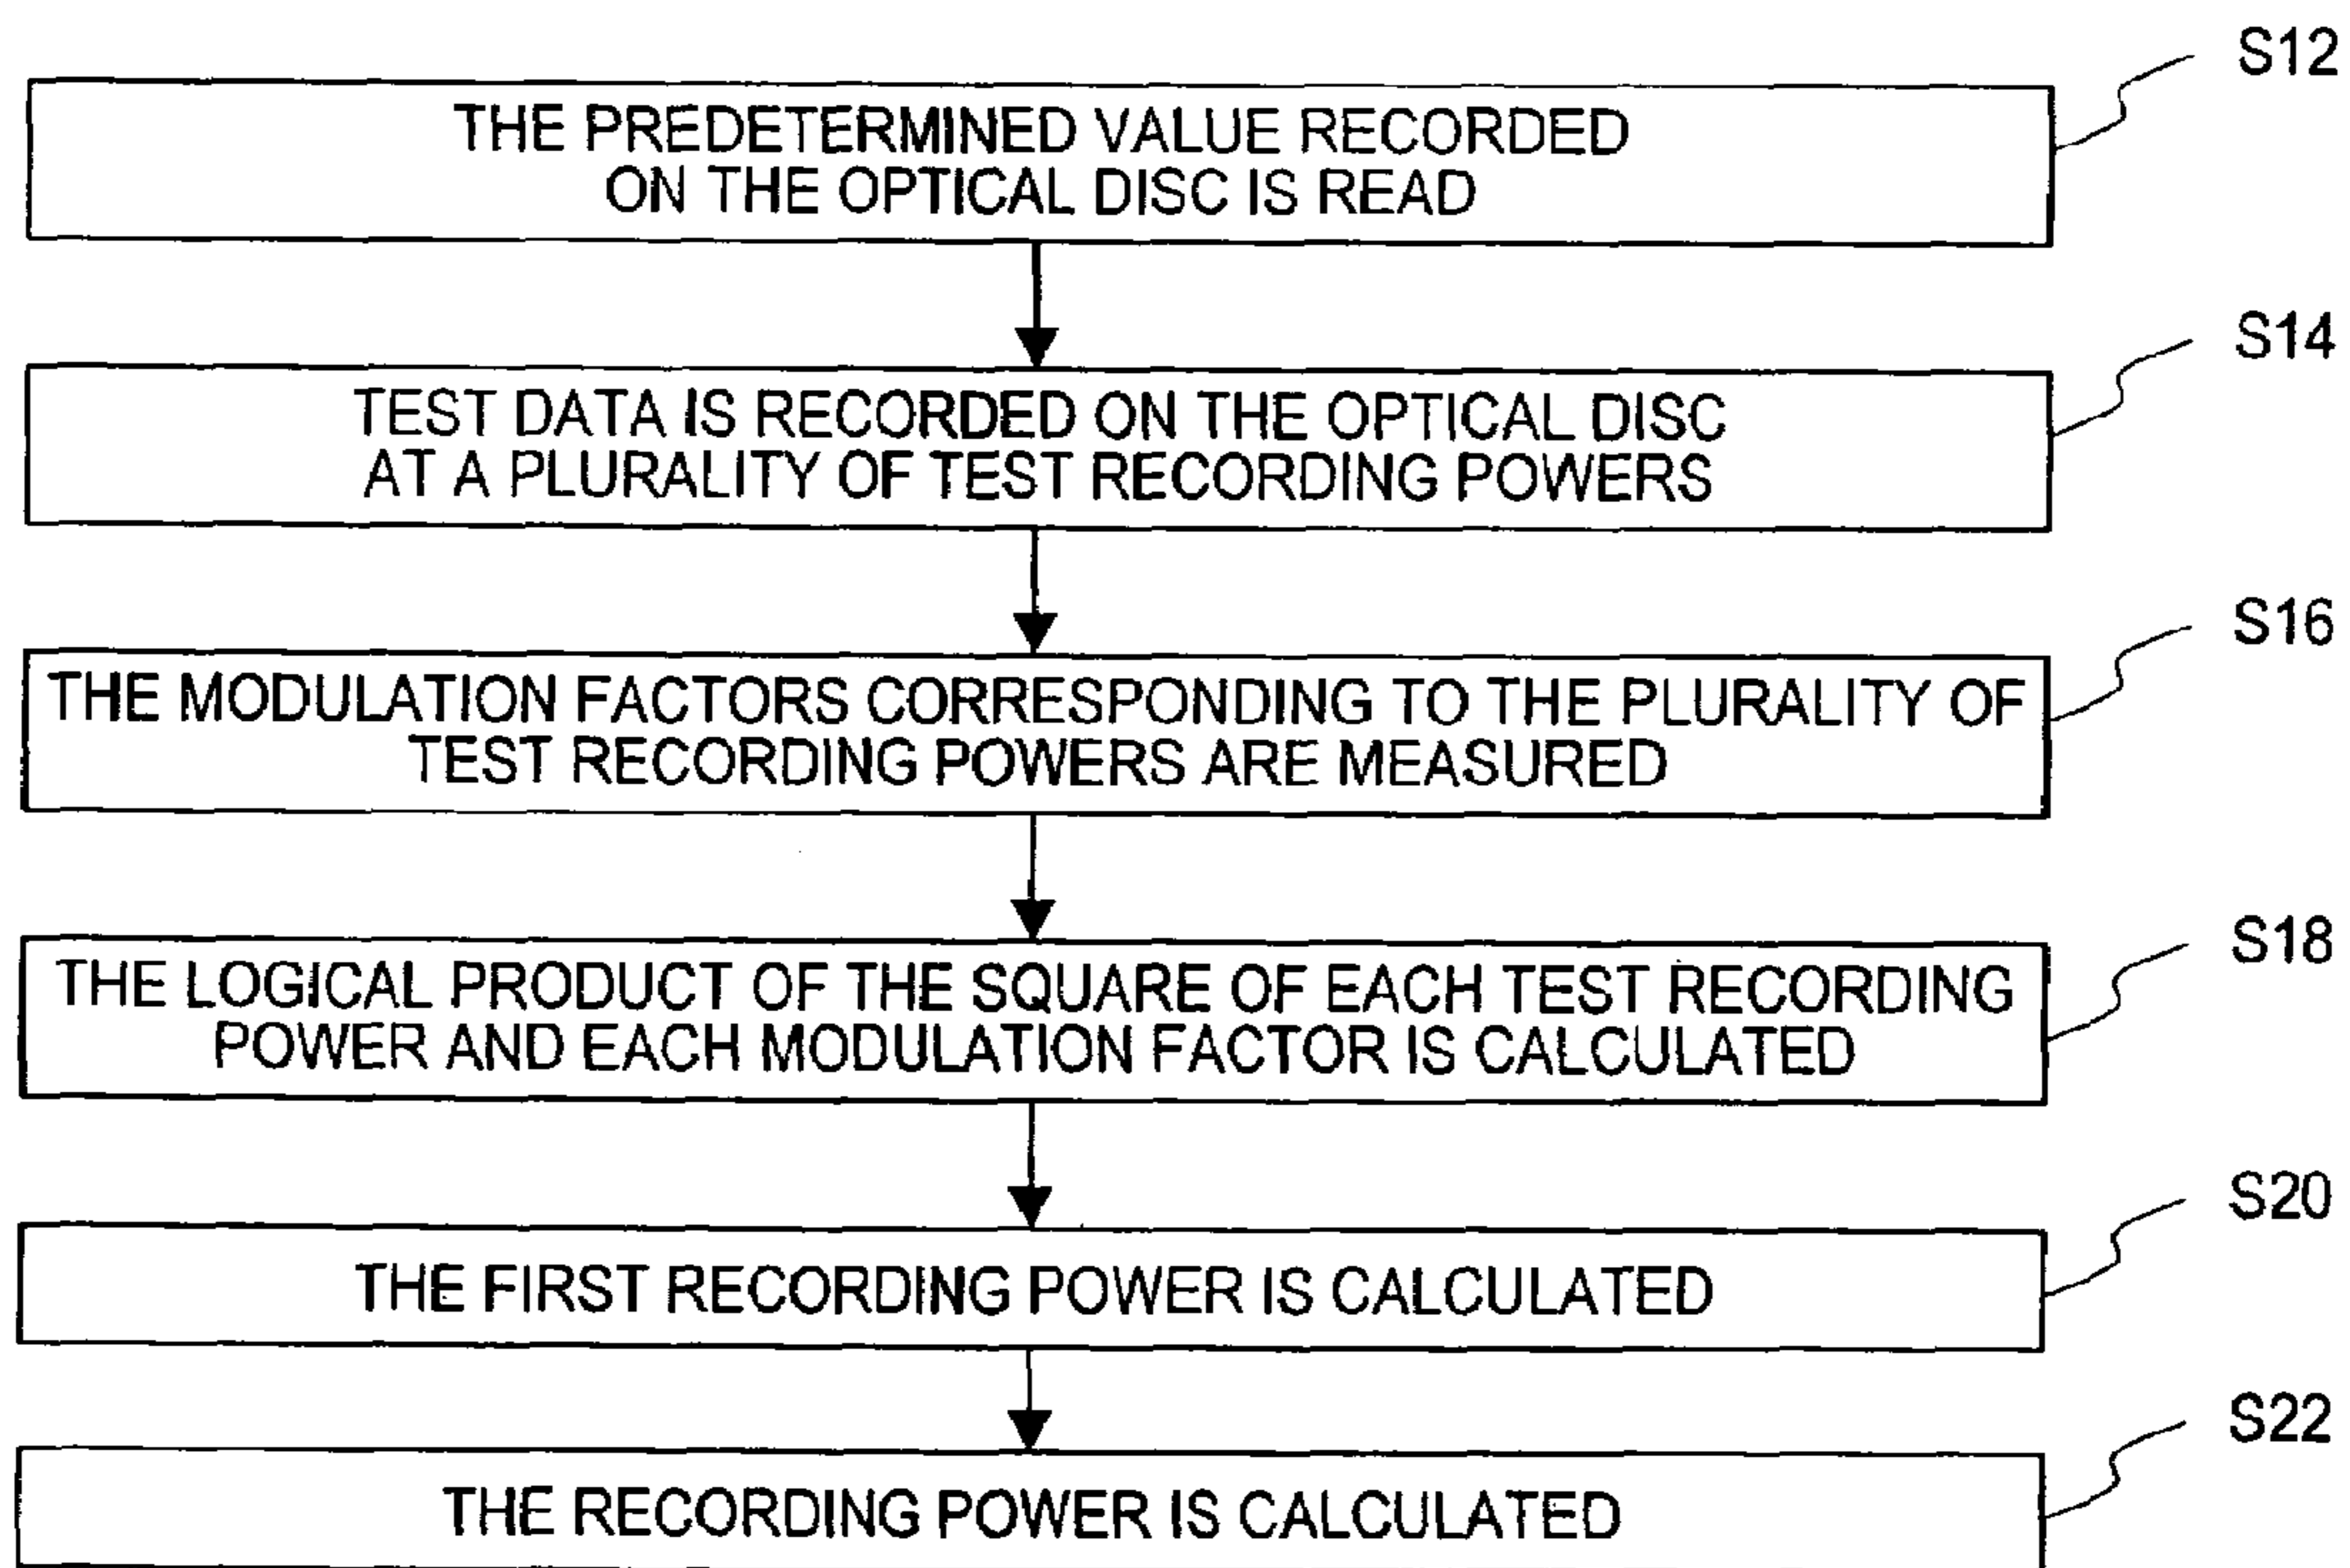 S12
THE PREDETERMINED VALUE RECORDED
ON THE OPTICAL DISC IS READ
S14
TEST DATA IS RECORDED ON THE OPTICAL DISC
AT A PLURALITY OF TEST RECORDING POWERS
S16
THE MODULATION FACTORS CORRESPONDING TO THE PLURALITY OF
TEST RECORDING POWERS ARE MEASURED
S18
THE LOGICAL PRODUCT OF THE SQUARE OF EACH TEST RECORDING
POWER AND EACH MODULATION FACTOR IS CALCULATED
S20
THE FIRST RECORDING POWER IS CALCULATED
S22
THE RECORDING POWER IS CALCULATED